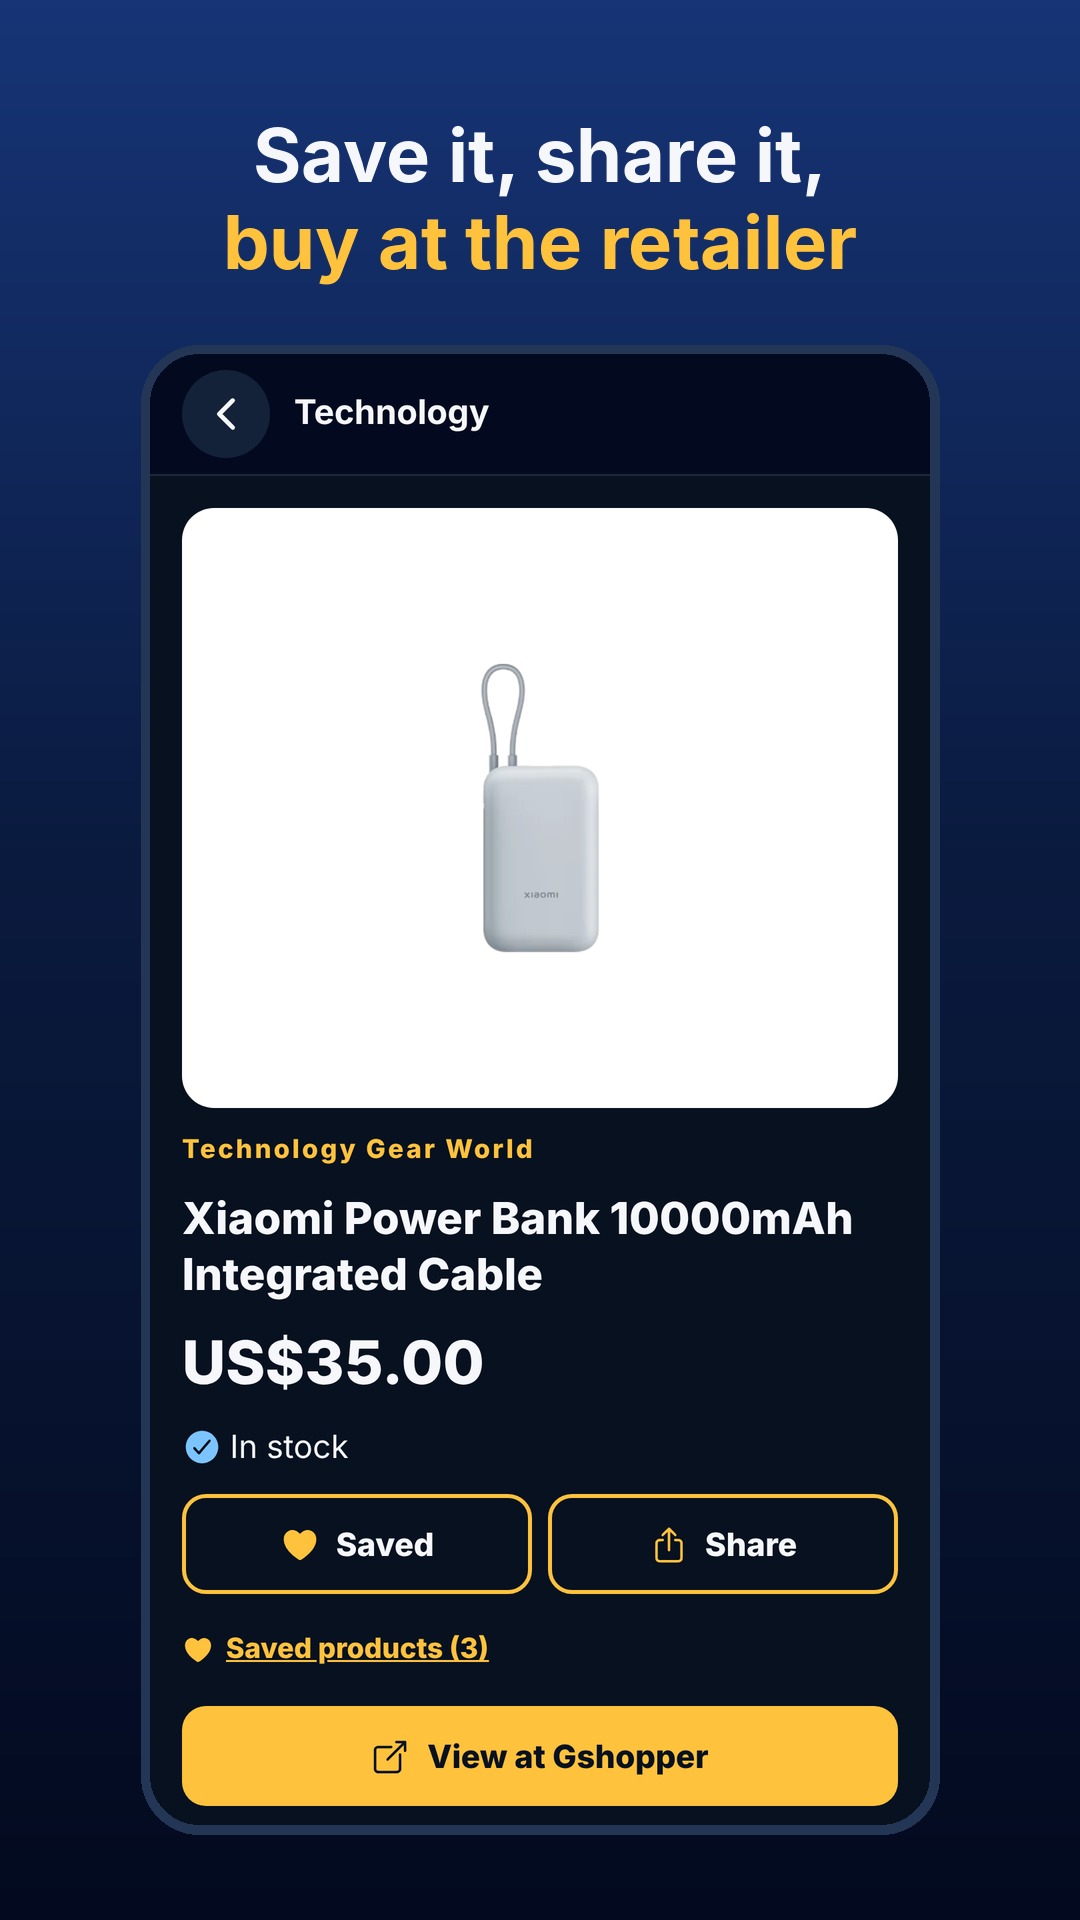 Save it, share it,
buy at the retailer
Technology
xiaomi
Technology Gear World
Xiaomi Power Bank 10000mAh
Integrated Cable
US$35.00
In stock
Saved
Share
Saved products (3)
View at Gshopper